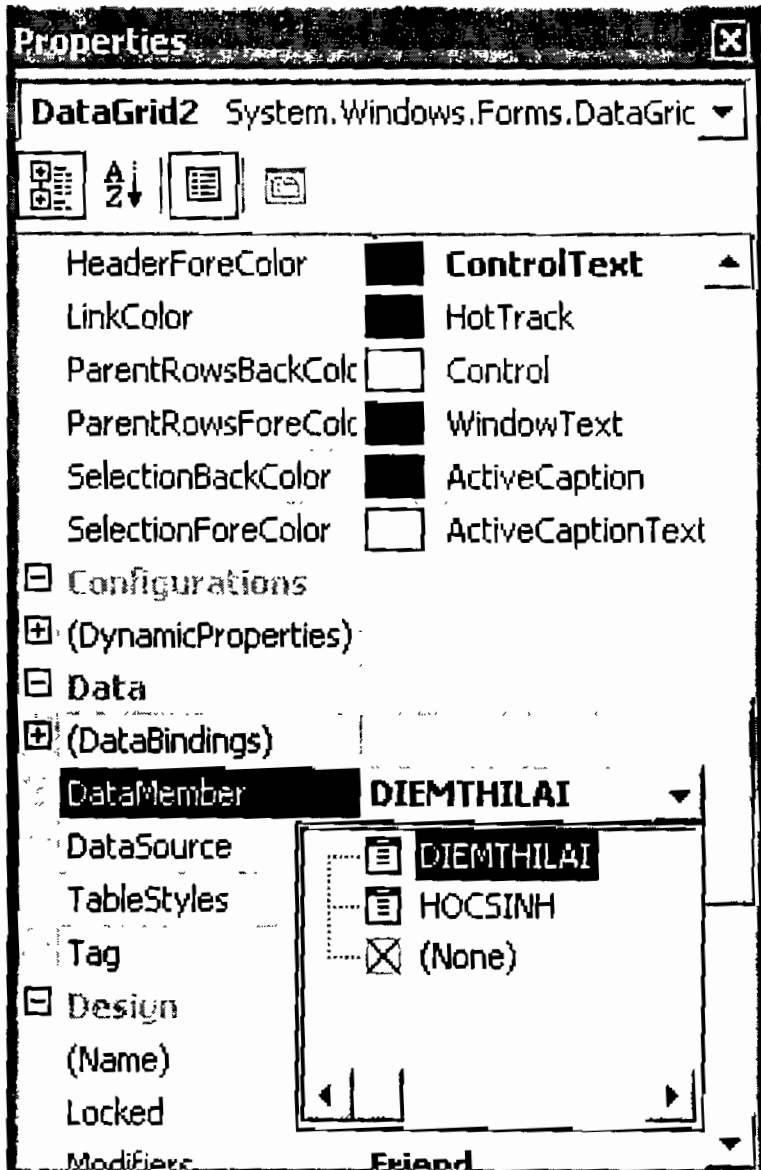 Properties
DataGrid2 System.Windows.Forms.DataGric
HeaderForeColor ControlText
LinkColor HotTrack
ParentRowsBackColc Control
ParentRowsForeColc WindowText
SelectionBackColor ActiveCaption
SelectionForeColor ActiveCaptionText
Configurations
(DynamicProperties)
Data
(DataBindings)
DataMember DIEMTHILAI
DataSource DIEMTHILAI
TableStyles HOCSINH
Tag (None)
Design
(Name)
Locked
Modifiers Friend